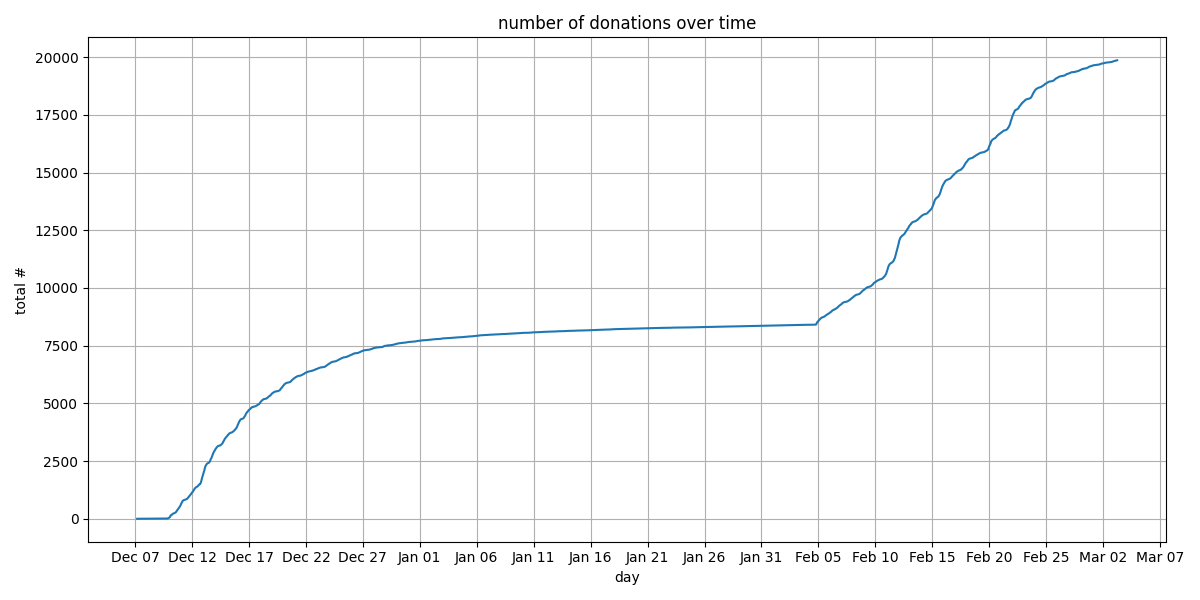 number of donations over time
total #
20000
17500
15000
12500
10000
7500
5000
2500
0
Dec 07 Dec 12 Dec 17 Dec 22 Dec 27 Jan 01 Jan 06 Jan 11 Jan 16 Jan 21 Jan 26 Jan 31 Feb 05 Feb 10 Feb 15 Feb 20 Feb 25 Mar 02 Mar 07
day